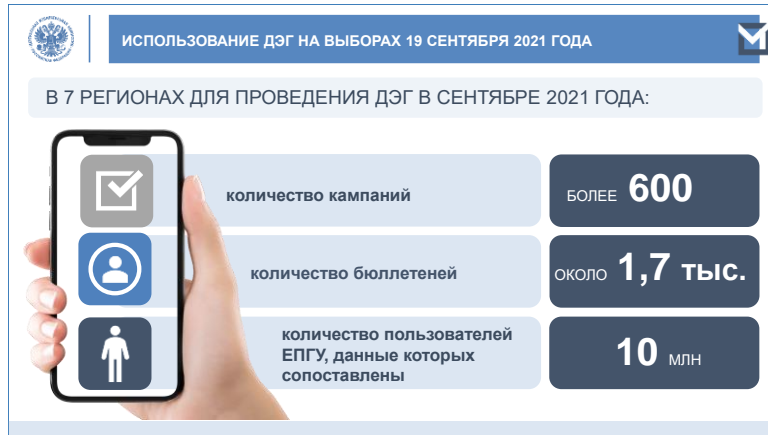 ИСПОЛЬЗОВАНИЕ ДЭГ НА ВЫБОРАХ 19 СЕНТЯБРЯ 2021 ГОДА
В 7 РЕГИОНАХ ДЛЯ ПРОВЕДЕНИЯ ДЭГ В СЕНТЯБРЕ 2021 ГОДА:
количество кампаний
БОЛЕЕ 600
количество бюллетеней
ОКОЛО 1,7 тыс.
количество пользователей
ЕПГУ, данные которых
сопоставлены
10 МЛН